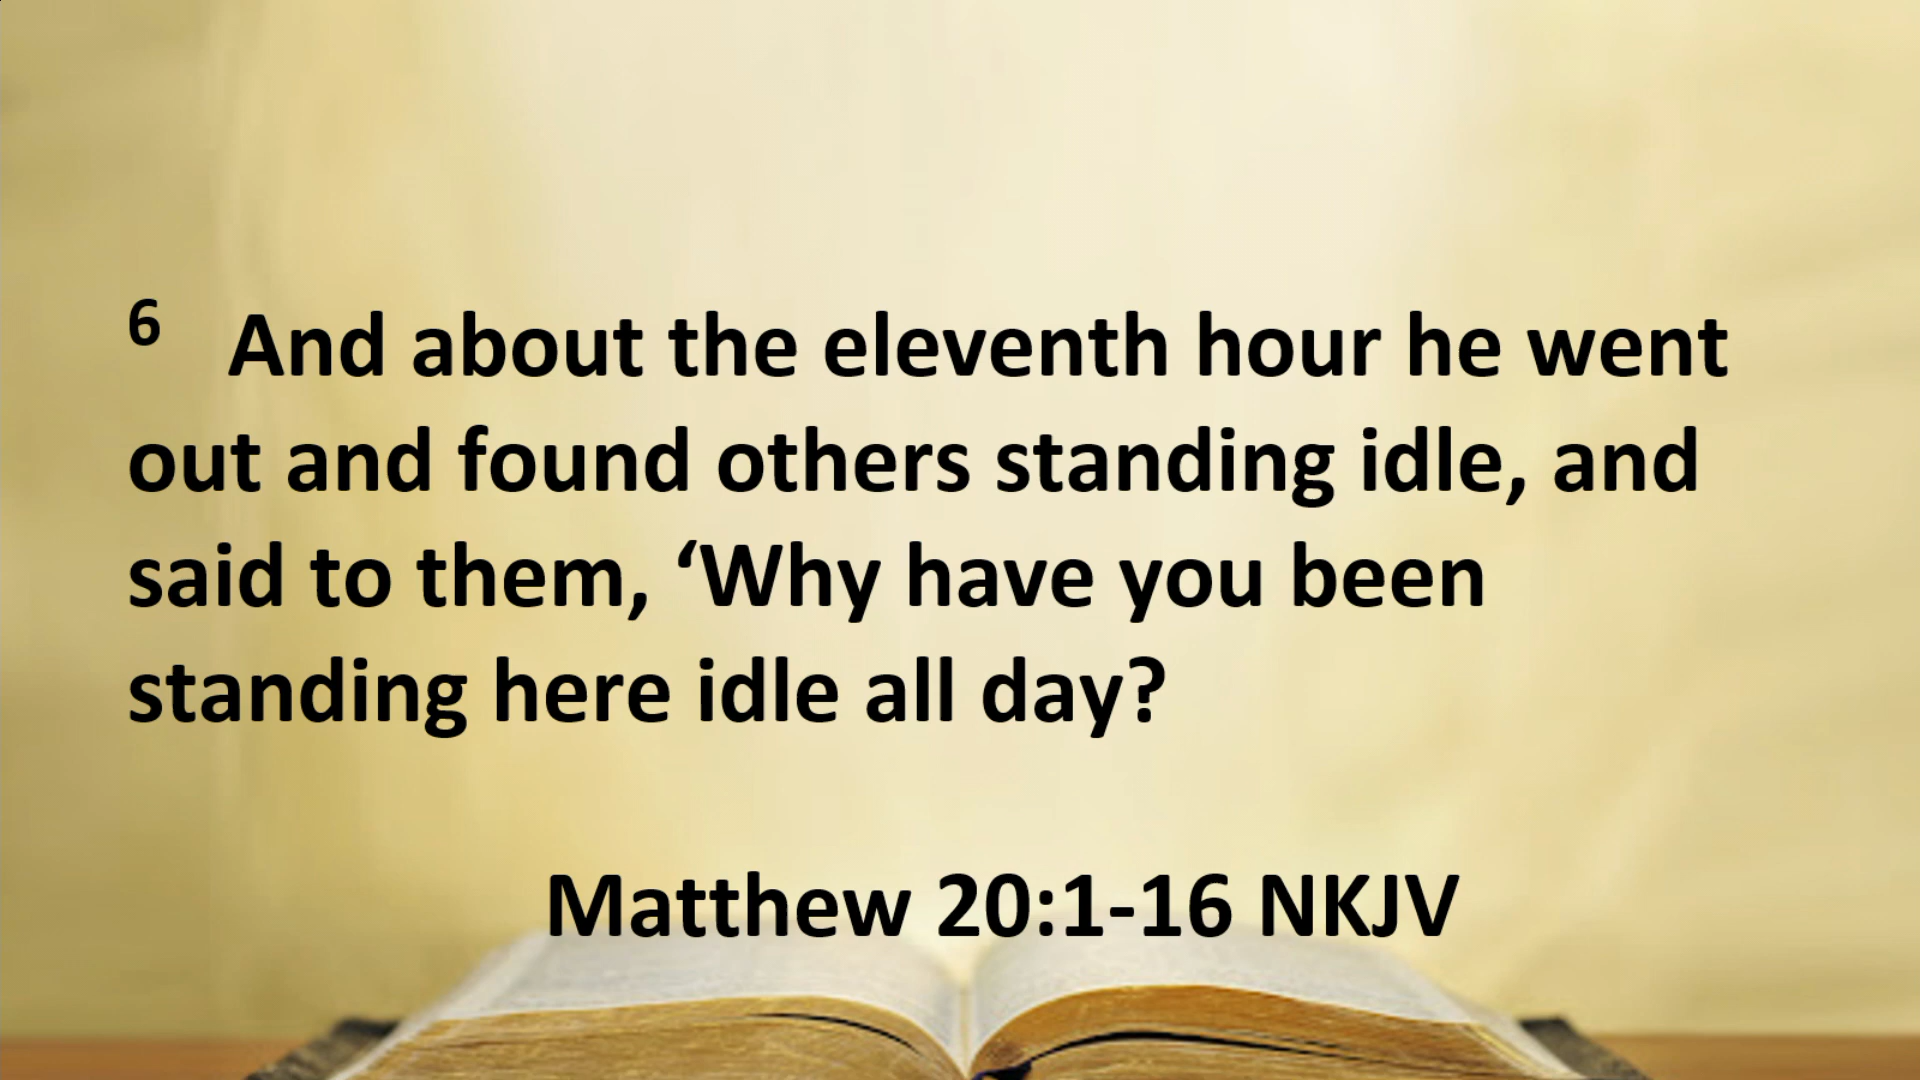 6 And about the eleventh hour he went
out and found others standing idle, and
said to them, ‘Why have you been
standing here idle all day?
Matthew 20:1-16 NKJV